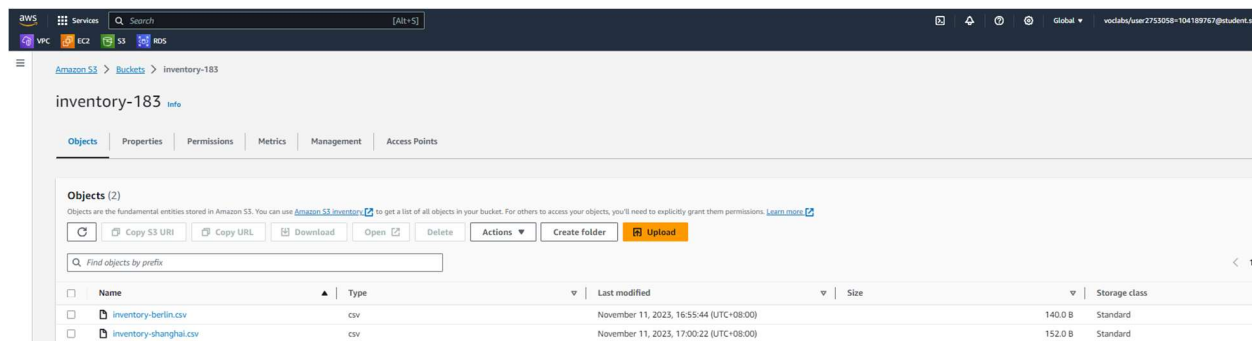 aws Services Search [Alt+S] Global voclabs/user2753058=104189767@student.s
VPC EC2 S3 RDS
Amazon S3 > Buckets > inventory-183
inventory-183 Info
Objects Properties Permissions Metrics Management Access Points
Objects (2)
Objects are the fundamental entities stored in Amazon S3. You can use Amazon S3 inventory to get a list of all objects in your bucket. For others to access your objects, you'll need to explicitly grant them permissions. Learn more
Copy S3 URI Copy URL Download Open Delete Actions Create folder Upload
Find objects by prefix < 1
Name Type Last modified Size Storage class
inventory-berlin.csv csv November 11, 2023, 16:55:44 (UTC+08:00) 140.0 B Standard
inventory-shanghai.csv csv November 11, 2023, 17:00:22 (UTC+08:00) 152.0 B Standard